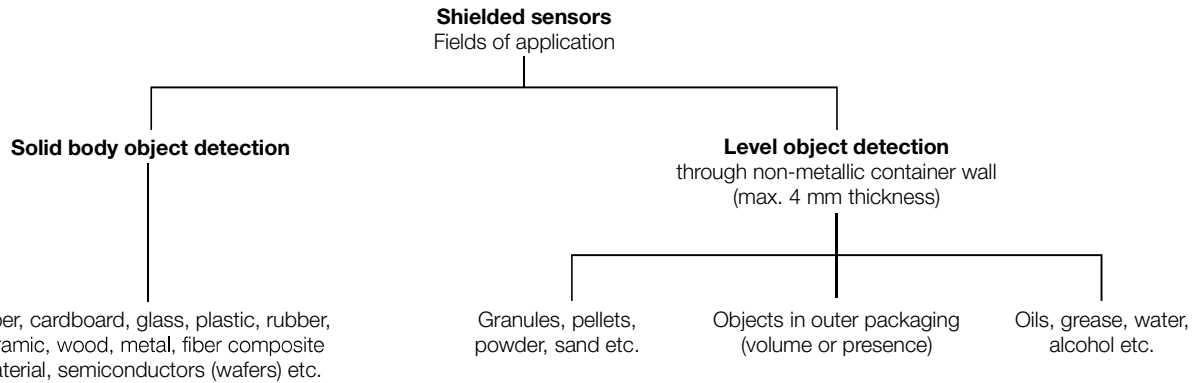 Shielded sensors
Fields of application
Solid body object detection
Level object detection
through non-metallic container wall
(max. 4 mm thickness)
cardboard, glass, plastic, rubber,
wood, metal, fiber composite
semiconductors (wafers) etc.
Granules, pellets,
powder, sand etc.
Objects in outer packaging
(volume or presence)
Oils, grease, water,
alcohol etc.